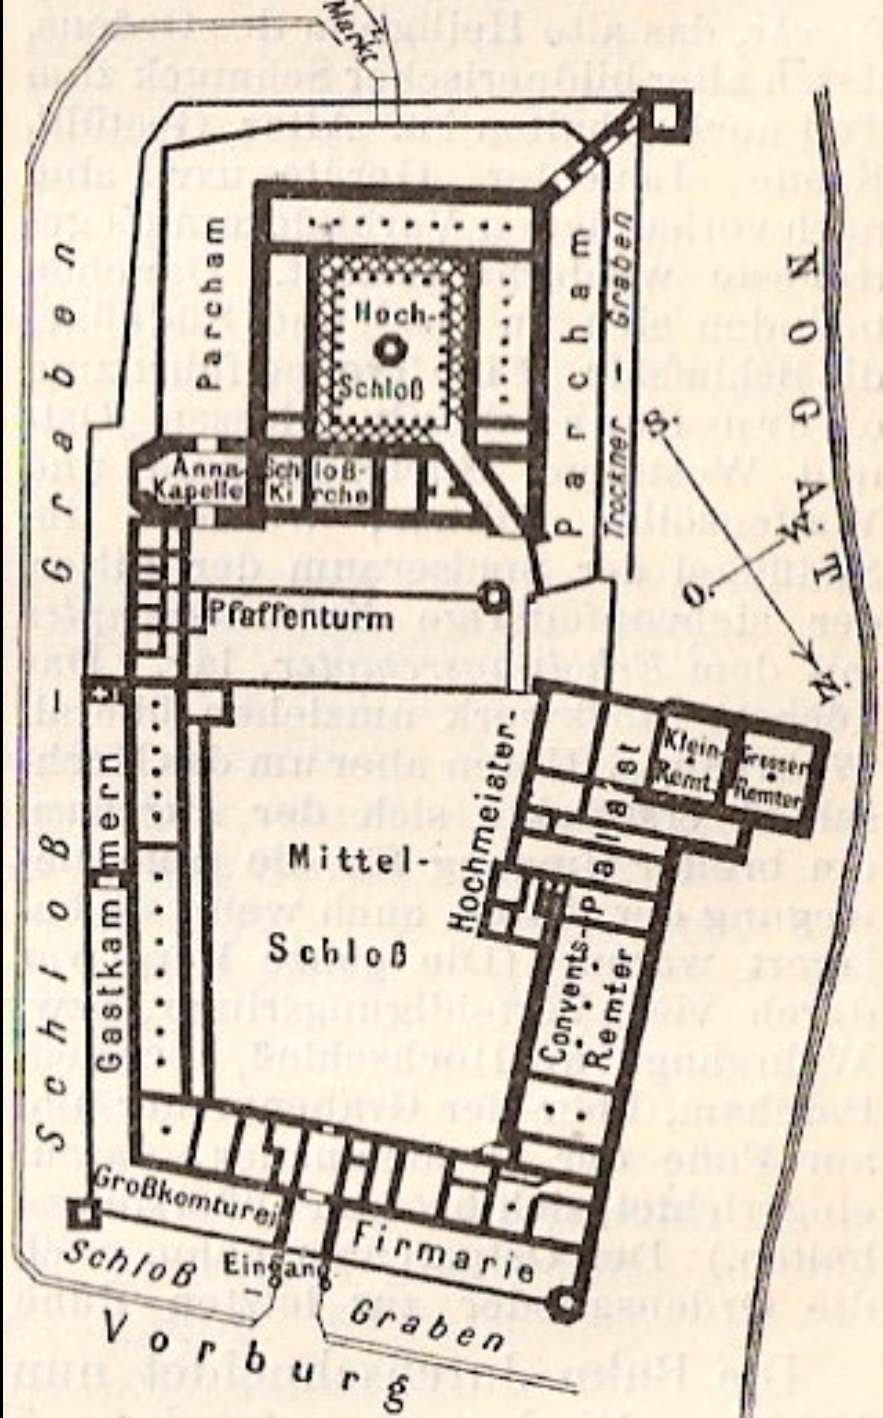 Markt
Parcham
Hoch-
Schloß
Parcham
Trockner - Graben
NOGAT
Anna-
Kapelle
Schloß-
Kirche
S.
W.
O.
N.
Pfaffenturm
Schloß - Graben
Gastkammern
Mittel-
Schloß
Hochmeister-
Palast
Klein-
Remt.
Grosser
Remter
Convents-
Remter
Großkomturei
Firmarie
Schloß
Eingang
Graben
Vorburg